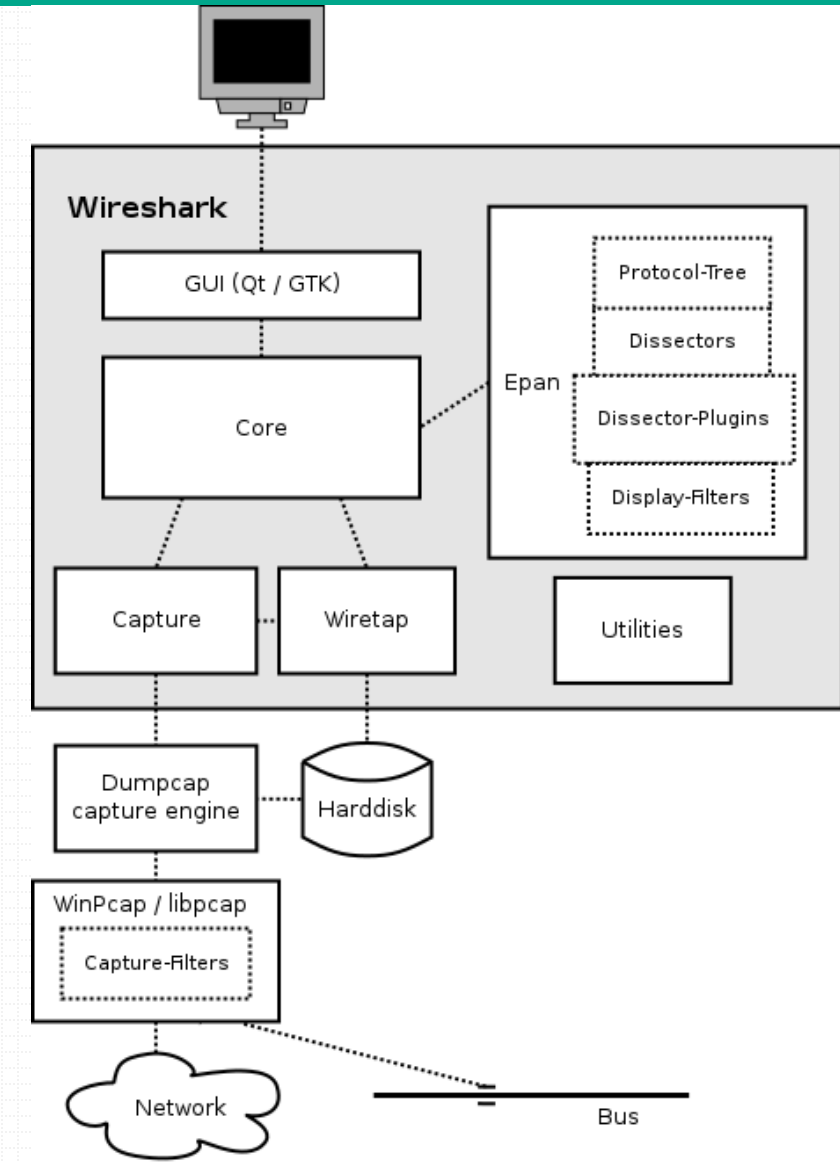 Wireshark
GUI (Qt / GTK)
Core
Epan
Protocol-Tree
Dissectors
Dissector-Plugins
Display-Filters
Capture
Wiretap
Utilities
Dumpcap
capture engine
Harddisk
WinPcap / libpcap
Capture-Filters
Network
Bus